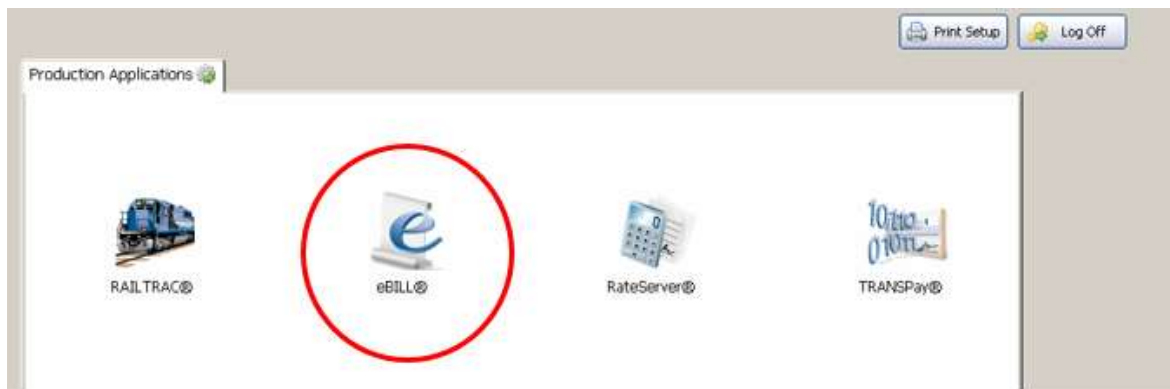 Print Setup
Log Off
Production Applications
RAILTRAC®
eBILL®
RateServer®
TRANSPay®